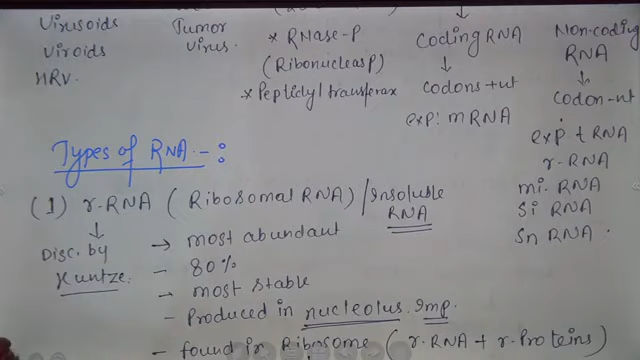 Virusoids
Viroids
HRV.
Tumor
virus.
* RNase-P
(RibonucleasP)
* Peptidyl transferax
↓
Coding RNA
↓
codons + nt
exp: mRNA
Non-coding
RNA
↓
codon-nt
exp. t RNA
r-RNA
mi. RNA
Si RNA
Sn RNA.
Types of RNA - :
(1) r-RNA (Ribosomal RNA) / Insoluble
RNA
↓
Disc. by
Kuntze.
→ most abundant
- 80%
→ most stable
- Produced in nucleolus. Imp.
- found in Ribosome (r.RNA + r.Proteins)